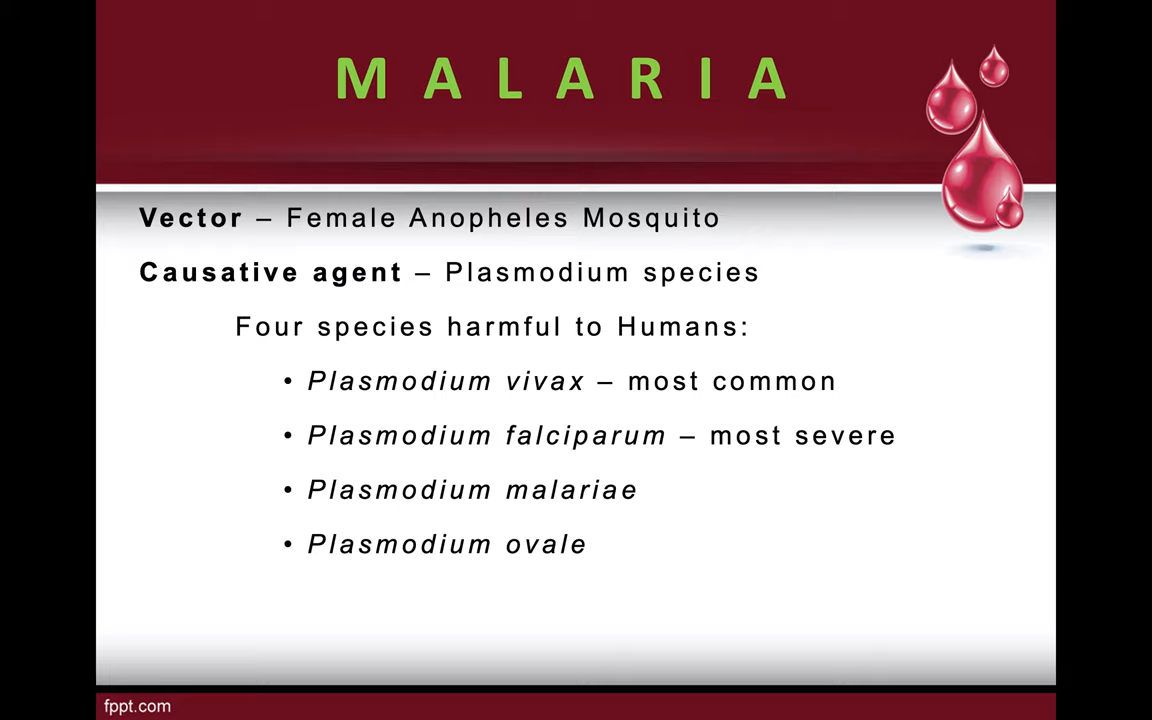 M A L A R I A
Vector – Female Anopheles Mosquito
Causative agent – Plasmodium species
Four species harmful to Humans:
• Plasmodium vivax – most common
• Plasmodium falciparum – most severe
• Plasmodium malariae
• Plasmodium ovale
fppt.com